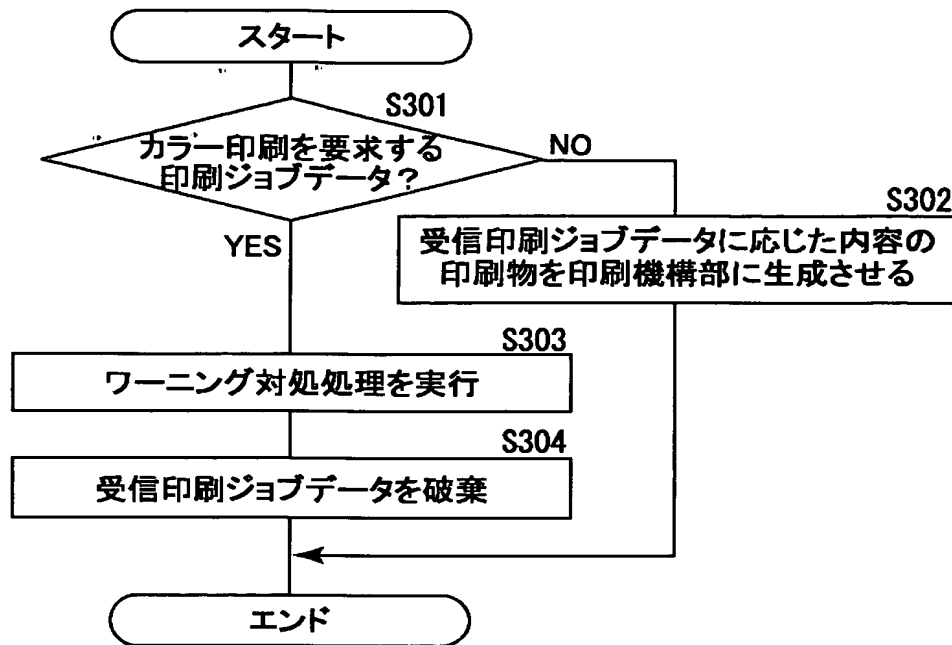 スタート
S301
カラー印刷を要求する
印刷ジョブデータ?
NO
YES
S302
受信印刷ジョブデータに応じた内容の
印刷物を印刷機構部に生成させる
S303
ワーニング対処処理を実行
S304
受信印刷ジョブデータを破棄
エンド